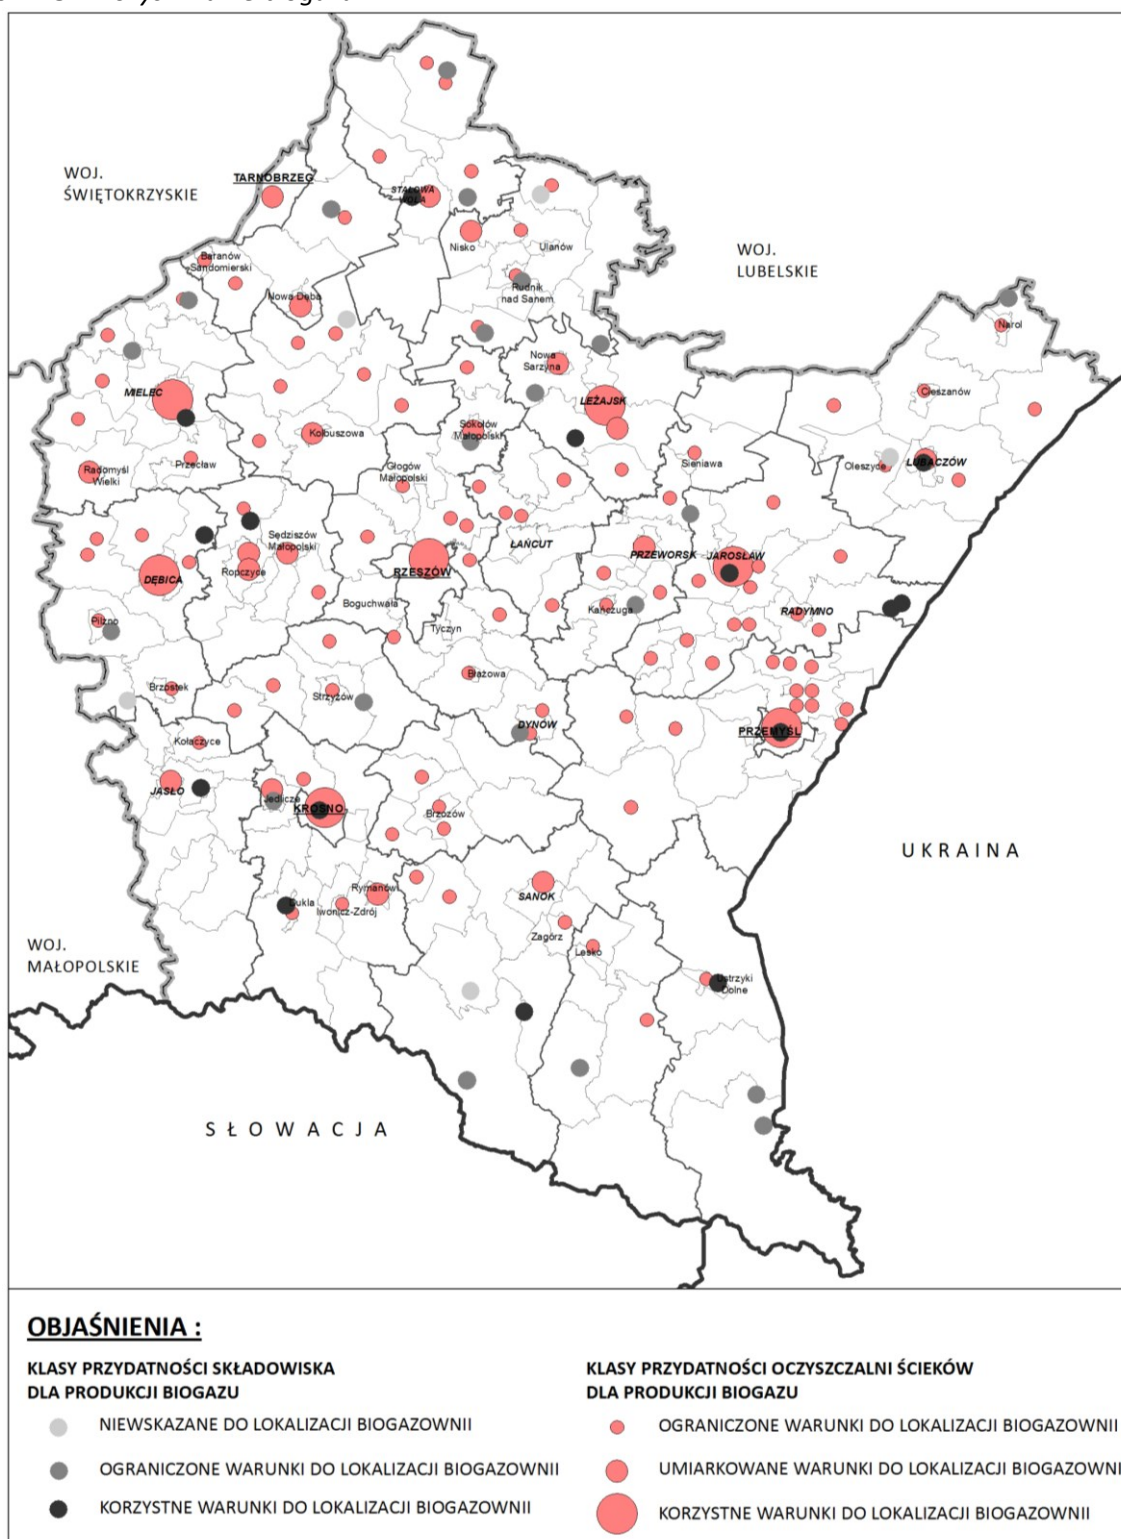 WOJ.
ŚWIĘTOKRZYSKIE
TARNOBRZEG
STALOWA
WOLA
Nisko
Ulanów
WOJ.
LUBELSKIE
Baranów
Sandomierski
Nowa Dęba
Rudnik
nad Sanem
Narol
Nowa
Sarzyna
MIELEC
LEŻAJSK
Cieszanów
Kolbuszowa
Sokołów
Małopolski
Radomyśl
Wielki
Przecław
Głogów
Małopolski
Sieniawa
Oleszyce
LUBACZÓW
Sędziszów
Małopolski
ŁAŃCUT
PRZEWORSK
JAROSŁAW
DĘBICA
Ropczyce
RZESZÓW
Boguchwała
Kańczuga
RADYMNO
Pilzno
Tyczyn
Brzostek
Strzyżów
Błażowa
DYNÓW
PRZEMYŚL
Kołaczyce
JASŁO
Jedlicze
KROSNO
Brzozów
UKRAINA
Dukla
Iwonicz-Zdrój
Rymanów
SANOK
Zagórz
Lesko
Ustrzyki
Dolne
WOJ.
MAŁOPOLSKIE
SŁOWACJA
OBJAŚNIENIA :
KLASY PRZYDATNOŚCI SKŁADOWISKA
DLA PRODUKCJI BIOGAZU
NIEWSKAZANE DO LOKALIZACJI BIOGAZOWNII
OGRANICZONE WARUNKI DO LOKALIZACJI BIOGAZOWNII
KORZYSTNE WARUNKI DO LOKALIZACJI BIOGAZOWNII
KLASY PRZYDATNOŚCI OCZYSZCZALNI ŚCIEKÓW
DLA PRODUKCJI BIOGAZU
OGRANICZONE WARUNKI DO LOKALIZACJI BIOGAZOWNII
UMIARKOWANE WARUNKI DO LOKALIZACJI BIOGAZOWNI
KORZYSTNE WARUNKI DO LOKALIZACJI BIOGAZOWNII